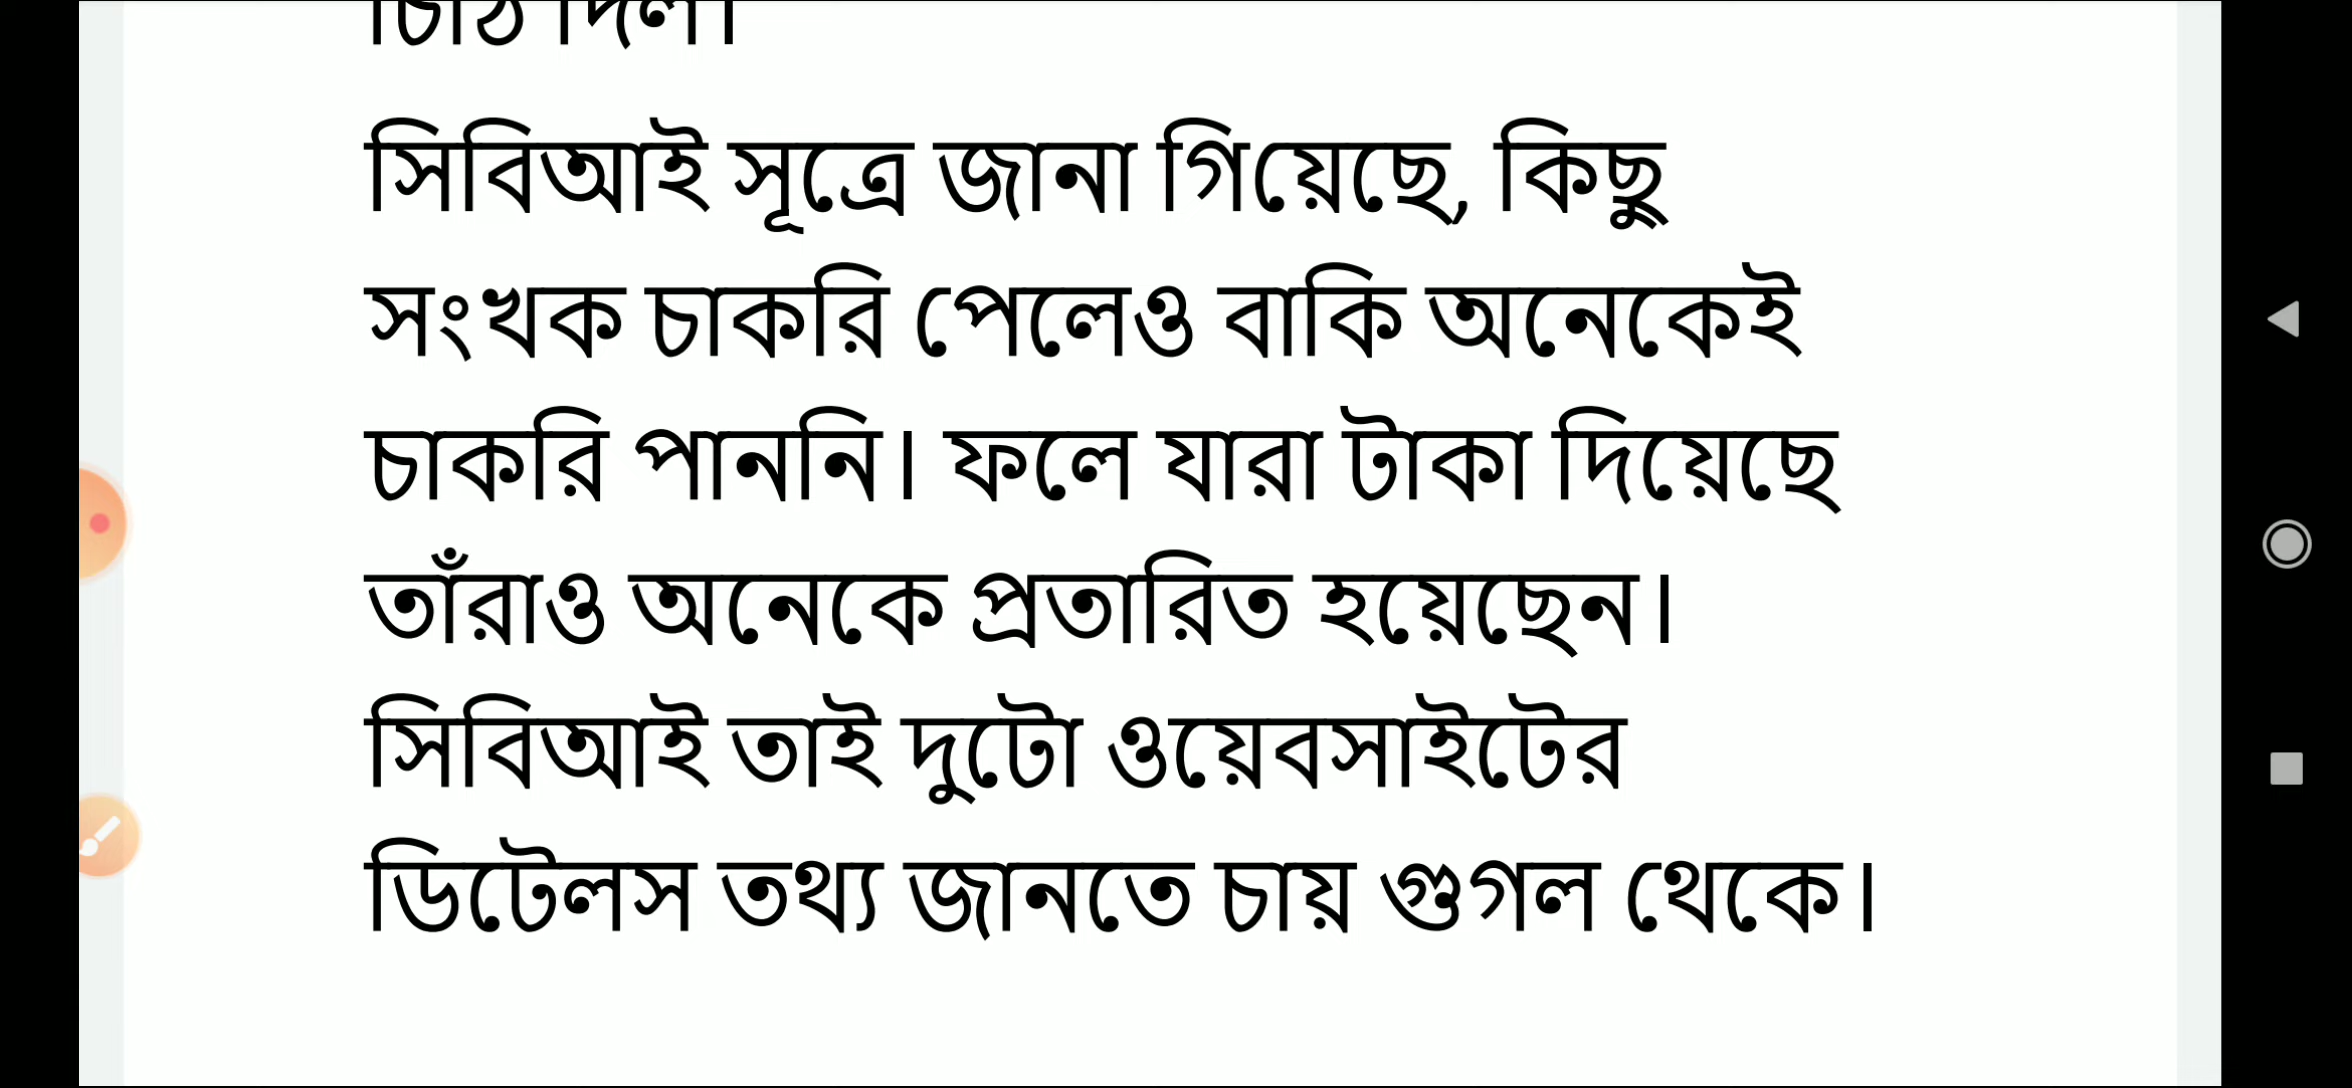 চিঠি দিল।
সিবিআই সূত্রে জানা গিয়েছে, কিছু
সংখক চাকরি পেলেও বাকি অনেকেই
চাকরি পাননি। ফলে যারা টাকা দিয়েছে
তাঁরাও অনেকে প্রতারিত হয়েছেন।
সিবিআই তাই দুটো ওয়েবসাইটের
ডিটেলস তথ্য জানতে চায় গুগল থেকে।